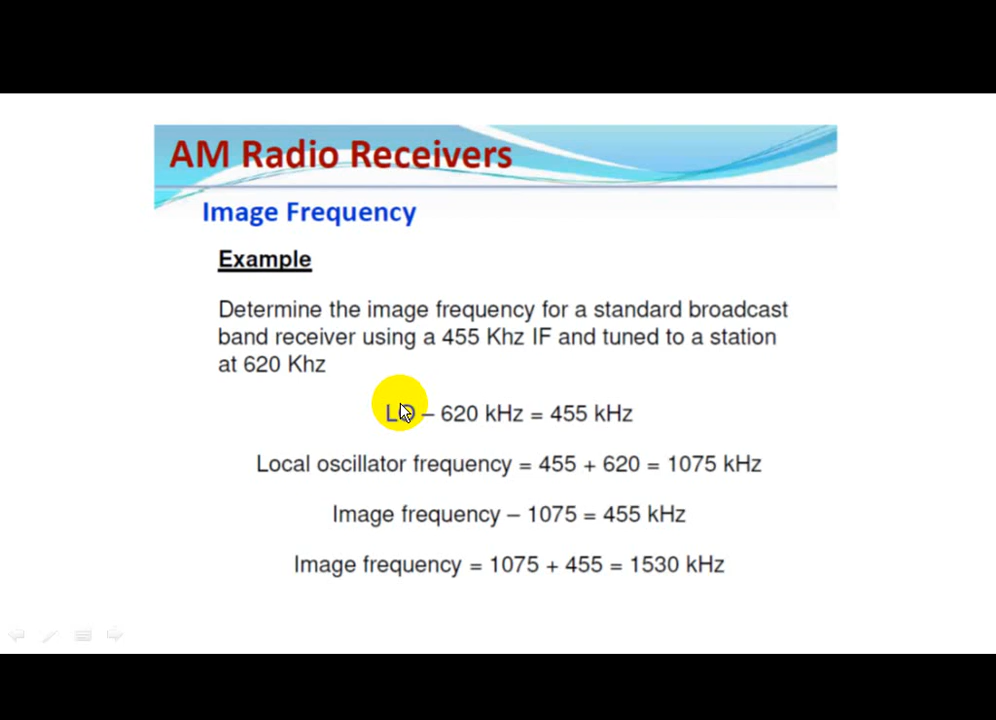 AM Radio Receivers
Image Frequency
Example
Determine the image frequency for a standard broadcast
band receiver using a 455 Khz IF and tuned to a station
at 620 Khz
LO – 620 kHz = 455 kHz
Local oscillator frequency = 455 + 620 = 1075 kHz
Image frequency – 1075 = 455 kHz
Image frequency = 1075 + 455 = 1530 kHz